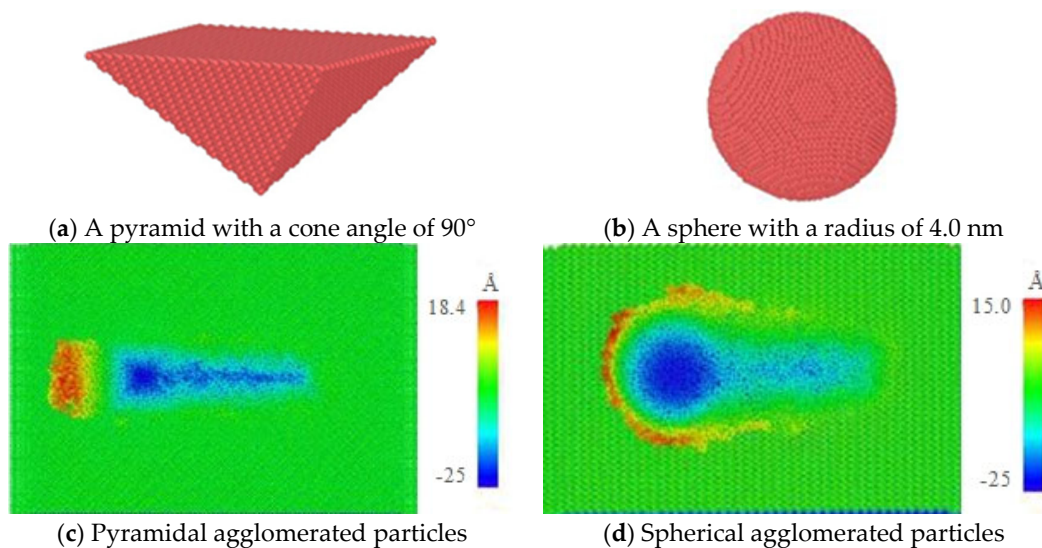 (a) A pyramid with a cone angle of 90°
(b) A sphere with a radius of 4.0 nm
Å
18.4
-25
Å
15.0
-25
(c) Pyramidal agglomerated particles
(d) Spherical agglomerated particles